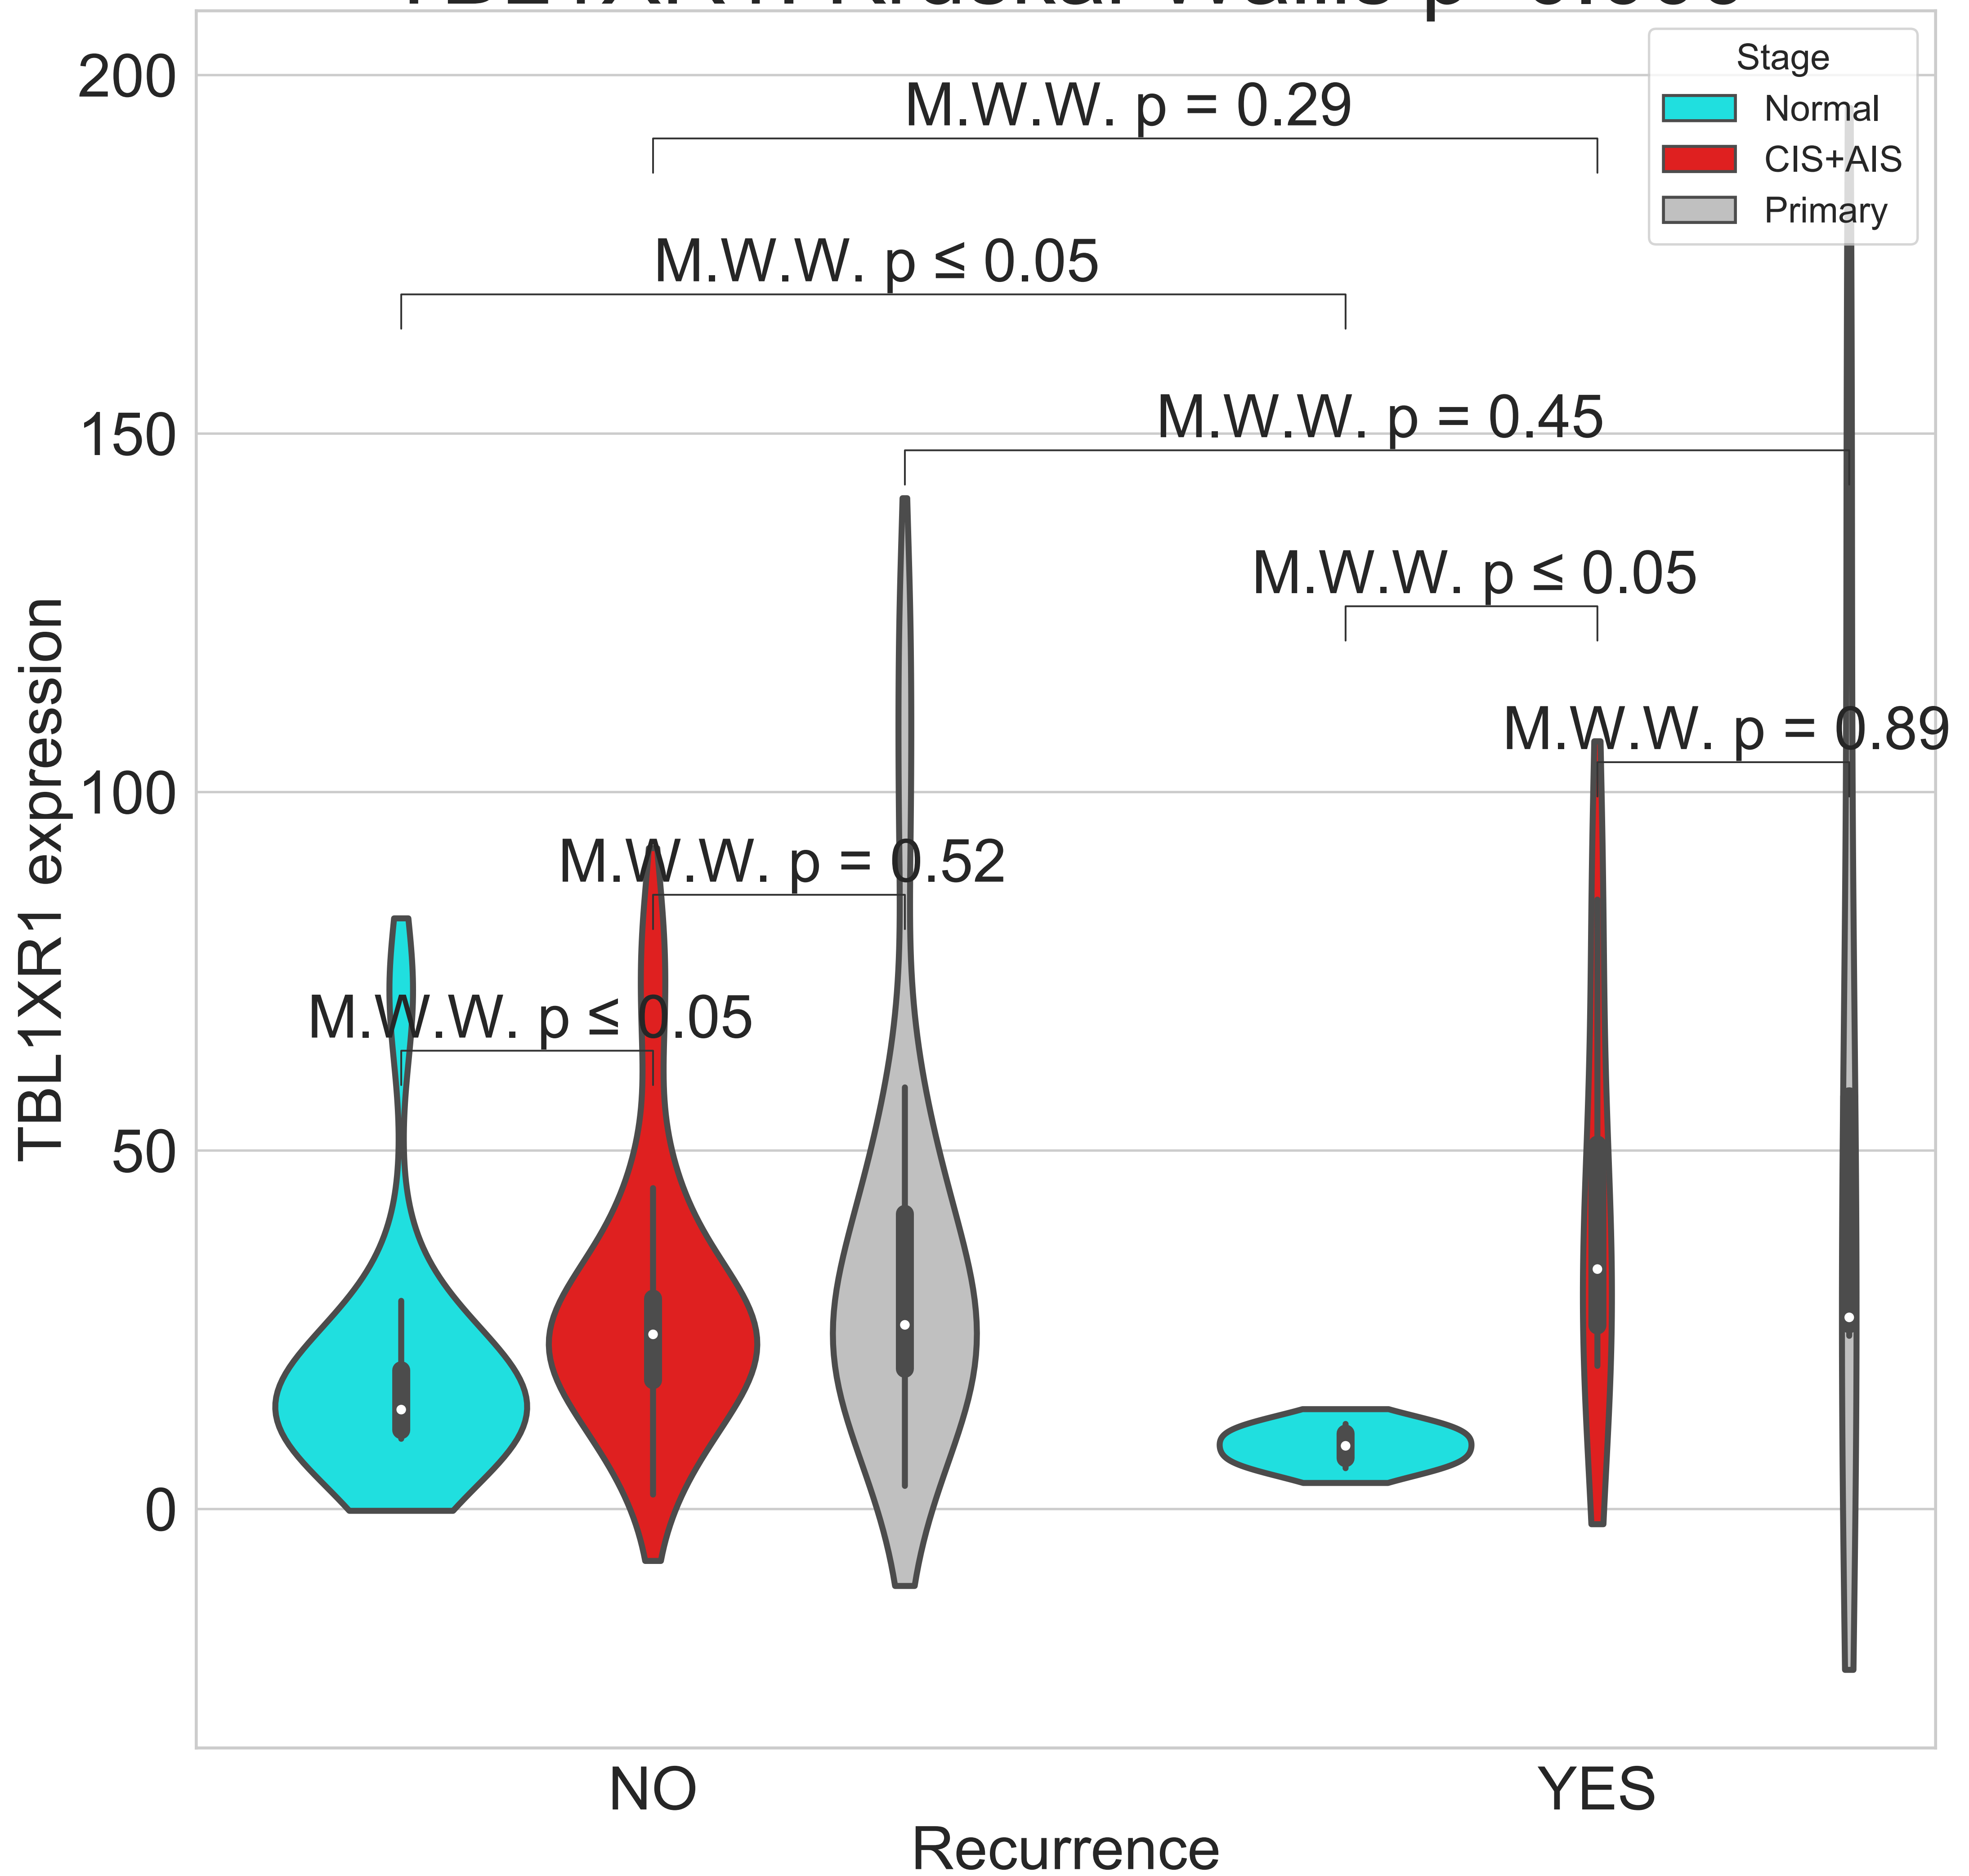 Stage
Normal
CIS+AIS
Primary
200
150
100
50
0
TBL1XR1 expression
M.W.W. p = 0.29
M.W.W. p ≤ 0.05
M.W.W. p = 0.45
M.W.W. p ≤ 0.05
M.W.W. p = 0.89
M.W.W. p = 0.52
M.W.W. p ≤ 0.05
NO
YES
Recurrence